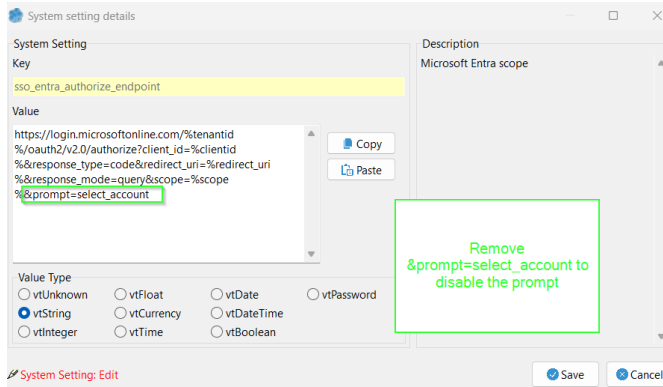 System setting details
System Setting
Key
sso_entra_authorize_endpoint
Value
https://login.microsoftonline.com/%tenantid
%/oauth2/v2.0/authorize?client_id=%clientid
%&response_type=code&redirect_uri=%redirect_uri
%&response_mode=query&scope=%scope
%&prompt=select_account
Copy
Paste
Value Type
vtUnknown
vtFloat
vtDate
vtPassword
vtString
vtCurrency
vtDateTime
vtInteger
vtTime
vtBoolean
Description
Microsoft Entra scope
Remove
&prompt=select_account to
disable the prompt
System Setting: Edit
Save
Cancel